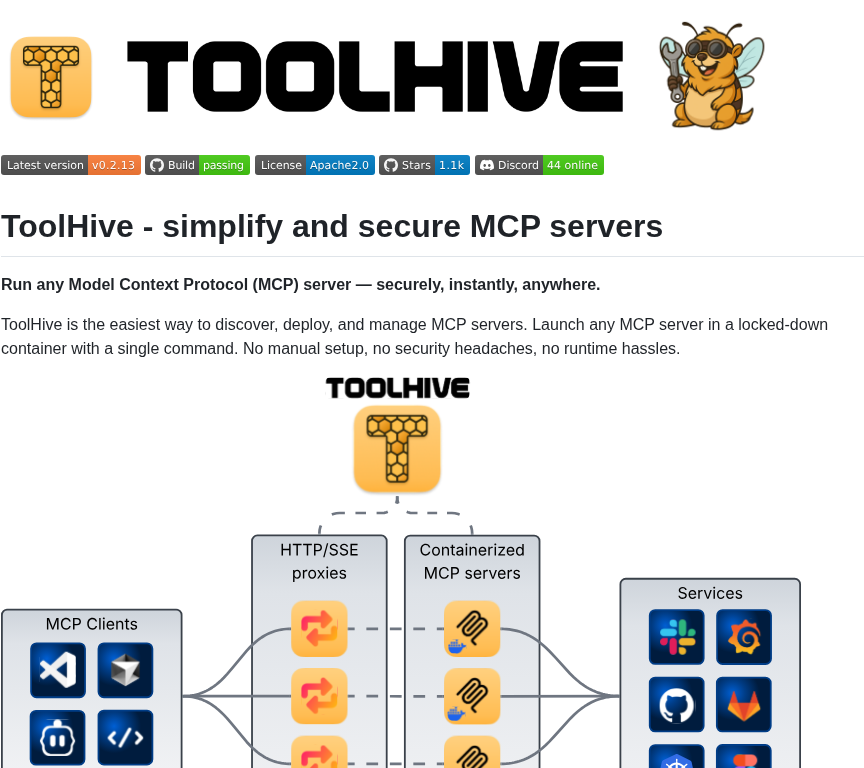 TOOLHIVE
Latest version v0.2.13 Build passing License Apache2.0 Stars 1.1k Discord 44 online
ToolHive - simplify and secure MCP servers
Run any Model Context Protocol (MCP) server — securely, instantly, anywhere.
ToolHive is the easiest way to discover, deploy, and manage MCP servers. Launch any MCP server in a locked-down
container with a single command. No manual setup, no security headaches, no runtime hassles.
TOOLHIVE
HTTP/SSE
proxies
Containerized
MCP servers
MCP Clients
Services